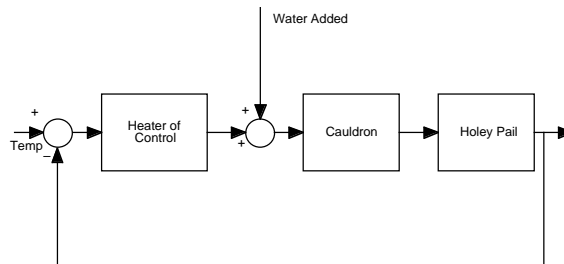 Water Added
+
+
Temp
−
Heater of
Control
+
Cauldron
Holey Pail